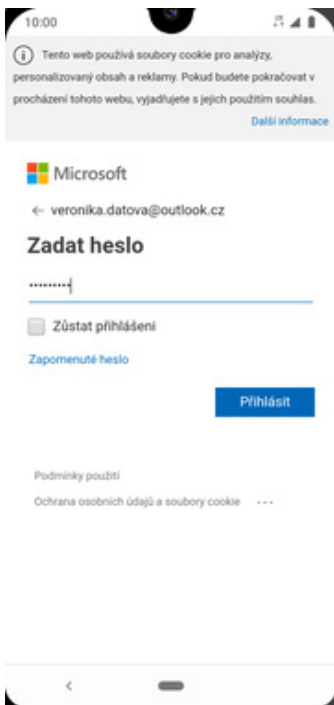 10:00
Tento web používá soubory cookie pro analýzy,
personalizovaný obsah a reklamy. Pokud budete pokračovat v
procházení tohoto webu, vyjadřujete s jejich použitím souhlas.
Další informace
Microsoft
← veronika.datova@outlook.cz
Zadat heslo
•••••••••
Zůstat přihlášeni
Zapomenuté heslo
Přihlásit
Podmínky použití
Ochrana osobních údajů a soubory cookie ...